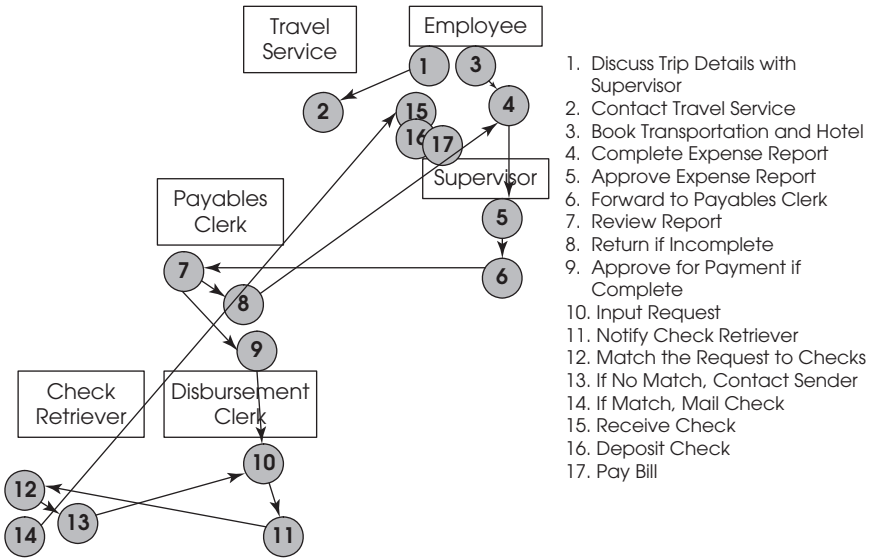 Travel
Service
Employee
1
3
2
15
4
16
17
Supervisor
Payables
Clerk
5
7
6
8
9
Check
Retriever
Disbursement
Clerk
10
12
13
14
11
1. Discuss Trip Details with
Supervisor
2. Contact Travel Service
3. Book Transportation and Hotel
4. Complete Expense Report
5. Approve Expense Report
6. Forward to Payables Clerk
7. Review Report
8. Return if Incomplete
9. Approve for Payment if
Complete
10. Input Request
11. Notify Check Retriever
12. Match the Request to Checks
13. If No Match, Contact Sender
14. If Match, Mail Check
15. Receive Check
16. Deposit Check
17. Pay Bill